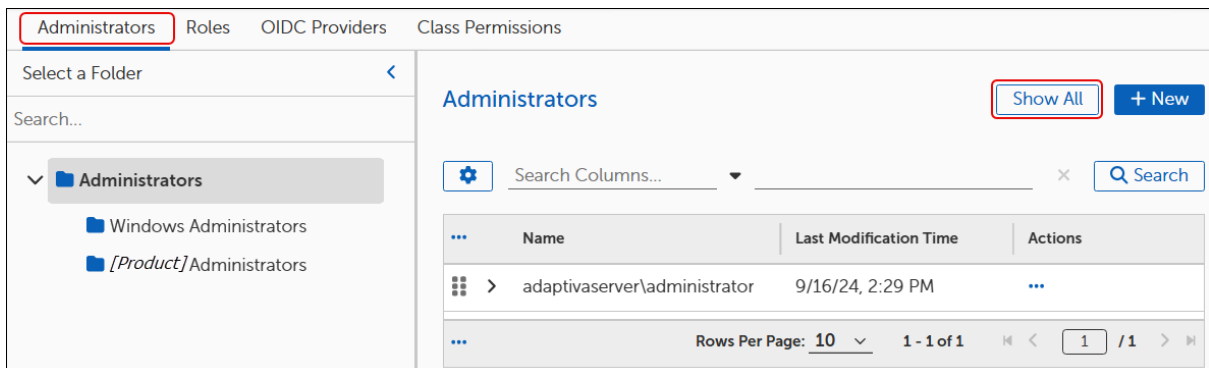 Administrators Roles OIDC Providers Class Permissions
Select a Folder
Search...
Administrators
Windows Administrators
[Product] Administrators
Administrators
Show All
+ New
Search Columns...
Search
Name Last Modification Time Actions
adaptivaserver\administrator 9/16/24, 2:29 PM
Rows Per Page: 10 1 - 1 of 1 1 / 1